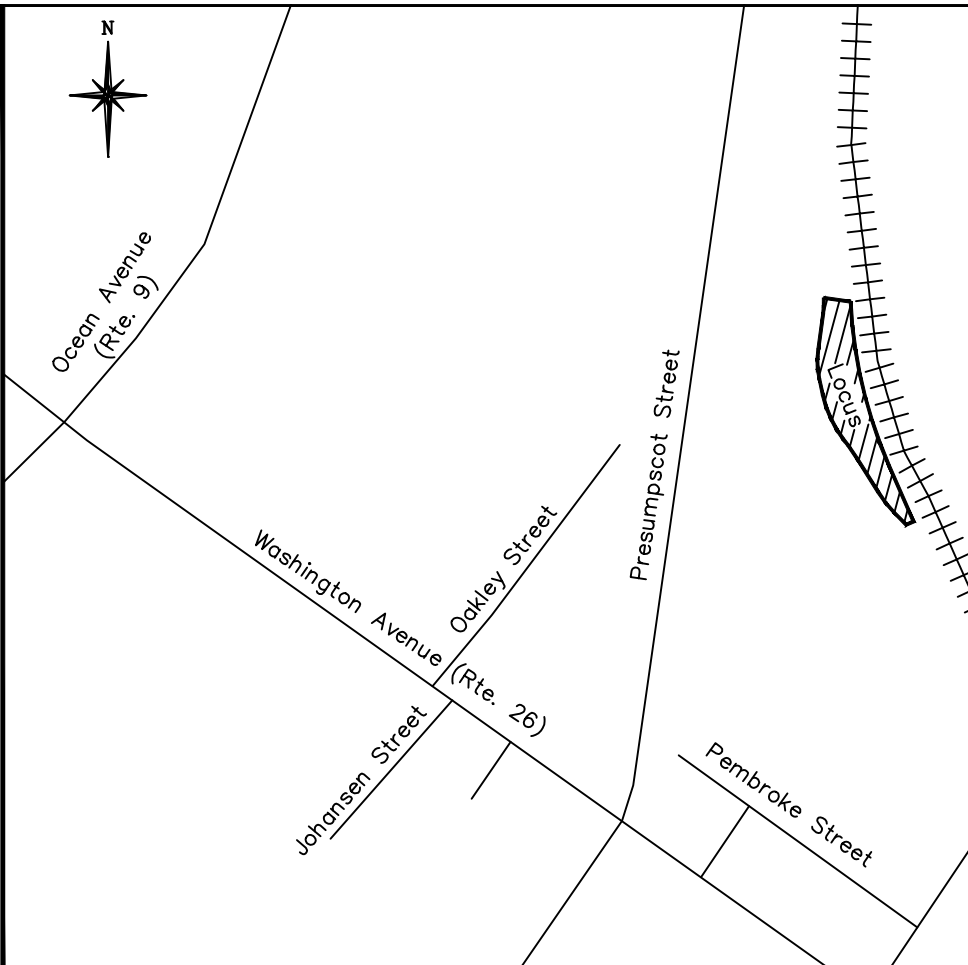 N
Ocean Avenue
(Rte. 9)
Locus
Presumpscot Street
Oakley Street
Washington Avenue (Rte. 26)
Johansen Street
Pembroke Street